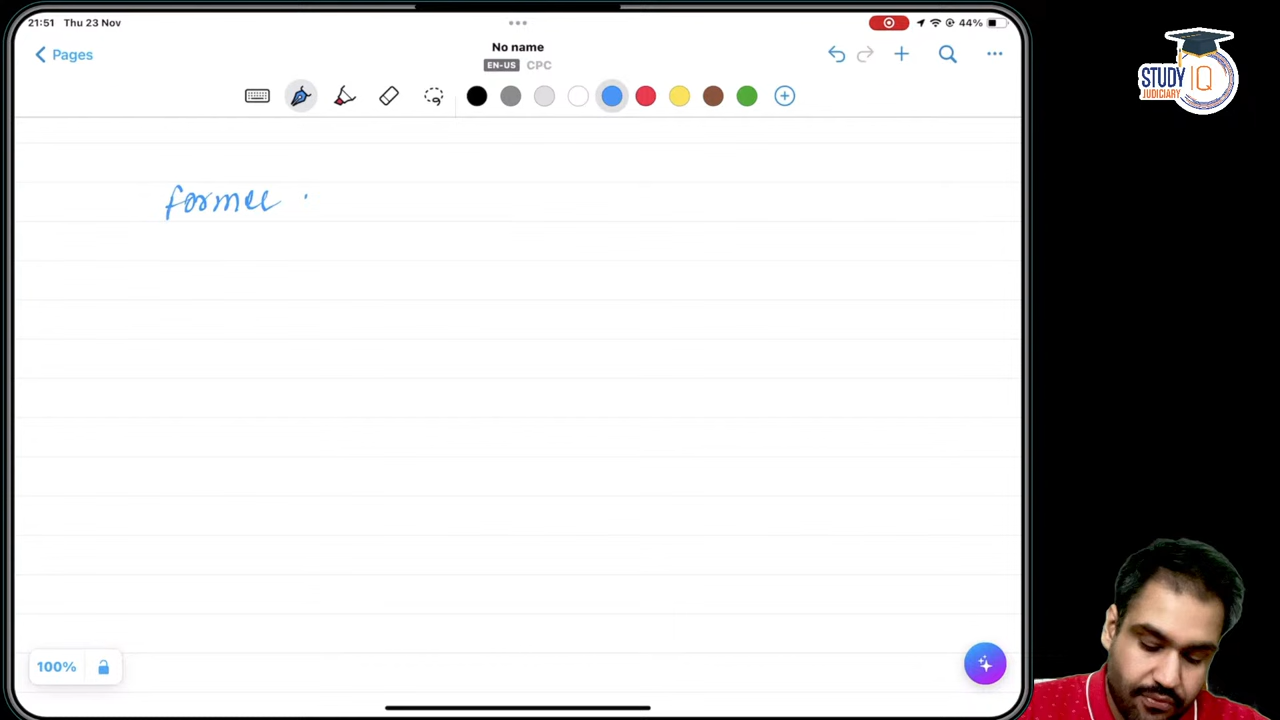 21:51 Thu 23 Nov 44%
Pages
No name
EN-US CPC
former
100%
STUDY IQ
JUDICIARY